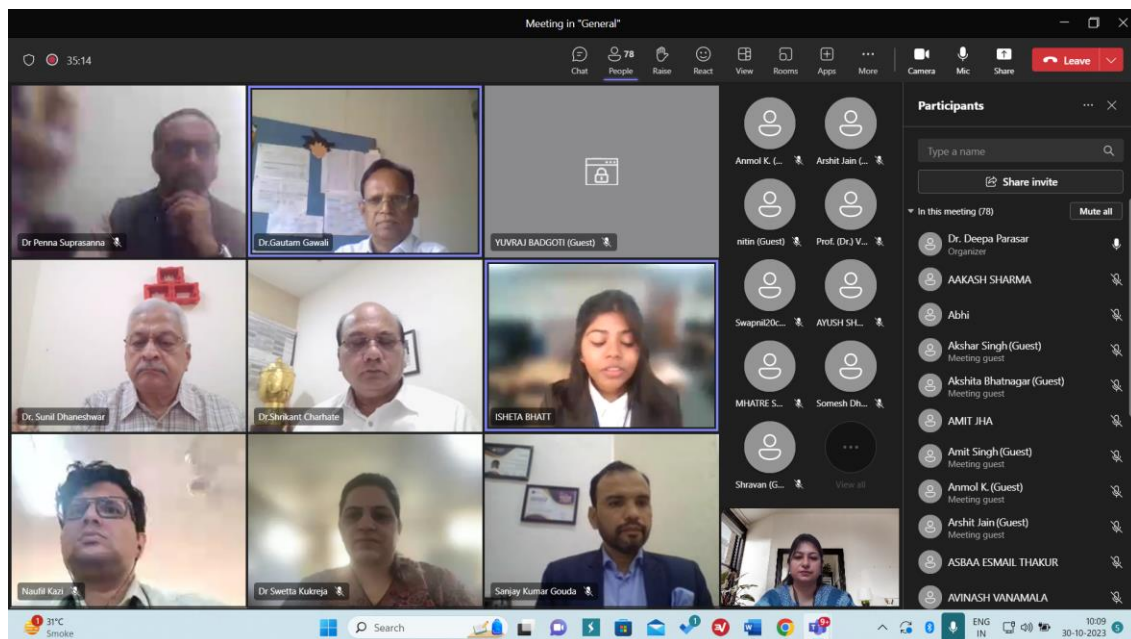 Meeting in "General"
35:14
Chat
78
People
Raise
React
View
Rooms
Apps
More
Camera
Mic
Share
Leave
Dr Penna Suprasanna
Dr.Gautam Gawali
YUVRAJ BADGOTI (Guest)
Dr. Sunil Dhaneshwar
Dr.Shrikant Charhate
ISHETA BHATT
Naufil Kazi
Dr Swetta Kukreja
Sanjay Kumar Gouda
Anmol K. (...
Arshit Jain (...
nitin (Guest)
Prof. (Dr.) V...
Swapnil20c...
AYUSH SH...
MHATRE S...
Somesh Dh...
Shravan (G...
View all
Participants
Type a name
Share invite
In this meeting (78)
Mute all
Dr. Deepa Parasar
Organizer
AAKASH SHARMA
Abhi
Akshar Singh (Guest)
Meeting guest
Akshita Bhatnagar (Guest)
Meeting guest
AMIT JHA
Amit Singh (Guest)
Meeting guest
Anmol K. (Guest)
Meeting guest
Arshit Jain (Guest)
Meeting guest
ASBAA ESMAIL THAKUR
AVINASH VANAMALA
31°C
Smoke
Search
ENG
IN
10:09
30-10-2023